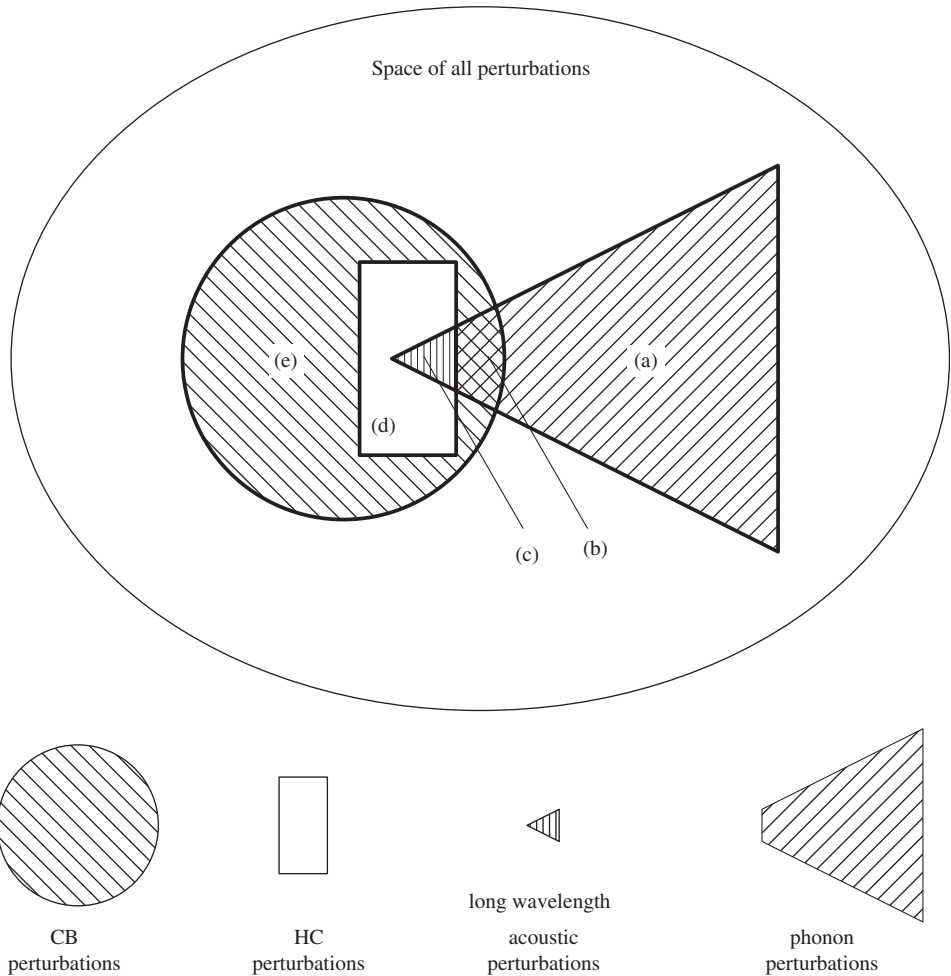 Space of all perturbations
(e)
(a)
(d)
(c)
(b)
CB
perturbations
HC
perturbations
long wavelength
acoustic
perturbations
phonon
perturbations